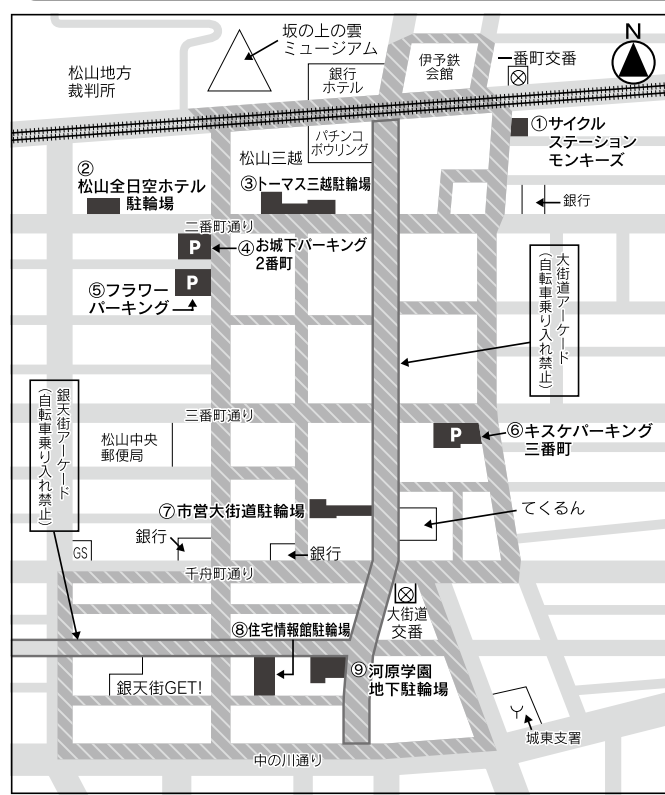 坂の上の雲
ミュージアム
N
松山地方
裁判所
伊予鉄
会館
一番町交番
銀行
ホテル
①サイクル
ステーション
モンキーズ
パチンコ
ボウリング
松山三越
②
松山全日空ホテル
駐輪場
③トーマス三越駐輪場
銀行
二番町通り
P
④お城下パーキング
2番町
P
⑤フラワー
パーキング
大街道アーケード
(自転車乗り入れ禁止)
銀天街アーケード
(自転車乗り入れ禁止)
三番町通り
P
⑥キスケパーキング
三番町
松山中央
郵便局
⑦市営大街道駐輪場
てくるん
銀行
GS
銀行
千舟町通り
大街道
交番
⑧住宅情報館駐輪場
⑨河原学園
地下駐輪場
銀天街GET!
城東支署
中の川通り